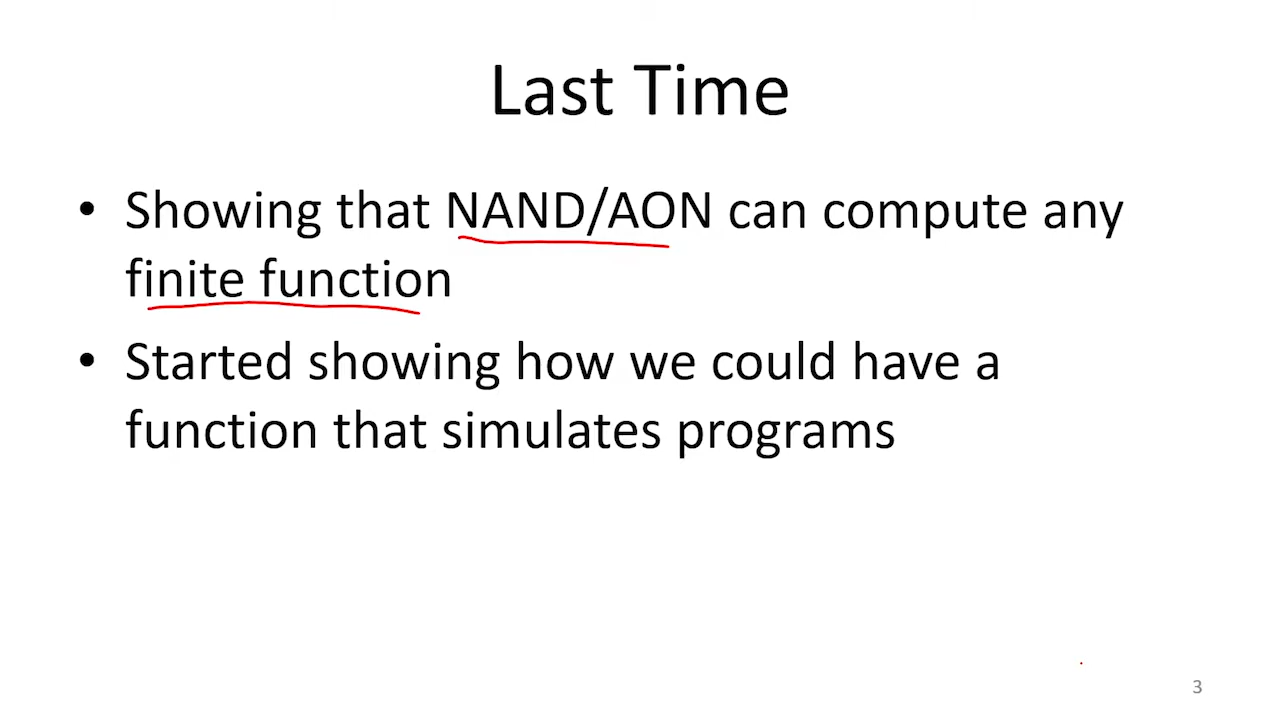 Last Time
• Showing that NAND/AON can compute any
finite function
• Started showing how we could have a
function that simulates programs
3